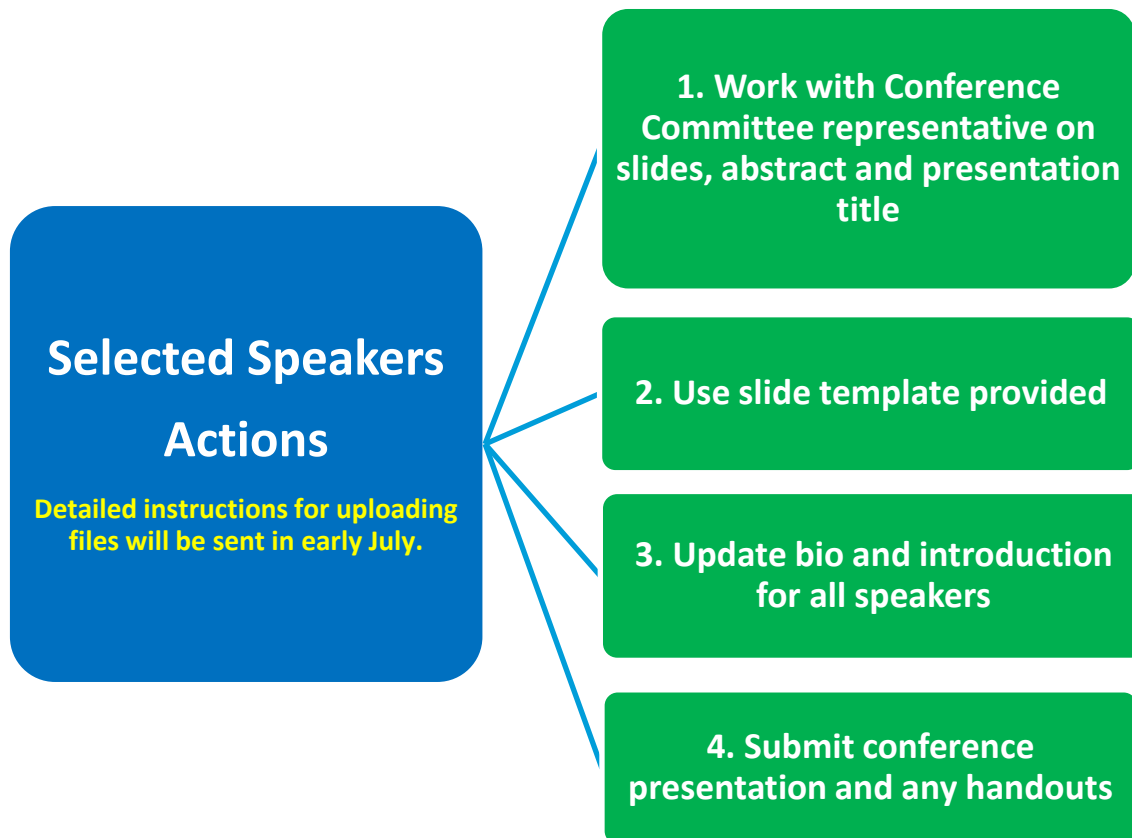 Selected Speakers
Actions
Detailed instructions for uploading
files will be sent in early July.
1. Work with Conference
Committee representative on
slides, abstract and presentation
title
2. Use slide template provided
3. Update bio and introduction
for all speakers
4. Submit conference
presentation and any handouts